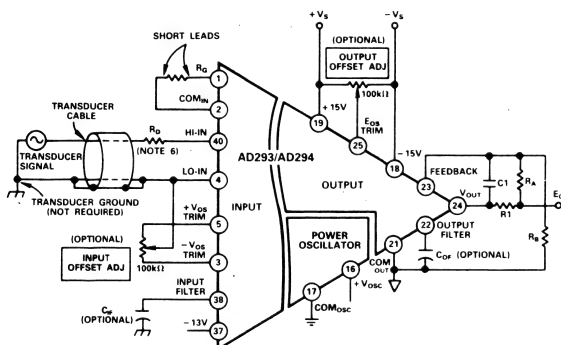 SHORT LEADS
RG
1
COMIN
2
TRANSDUCER
CABLE
RD
(NOTE 6)
HI-IN
40
TRANSDUCER
SIGNAL
LO-IN
4
TRANSDUCER GROUND
(NOT REQUIRED)
+VOS
TRIM
5
(OPTIONAL)
INPUT
OFFSET ADJ
100kΩ
-VOS
TRIM
3
INPUT
FILTER
38
CIF
(OPTIONAL)
-13V
37
AD293/AD294
INPUT
OUTPUT
POWER
OSCILLATOR
+VS
-VS
(OPTIONAL)
OUTPUT
OFFSET ADJ
100kΩ
+15V
19
EOS
TRIM
25
-15V
18
FEEDBACK
23
C1
RA
VOUT
24
R1
RB
OUTPUT
FILTER
22
COM
OUT
21
COF (OPTIONAL)
16
+VOSC
17
COMOSC